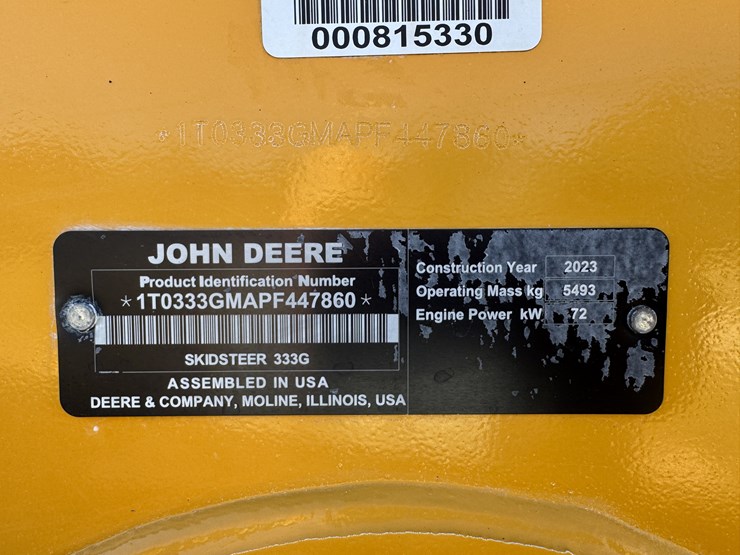 000815330
*1T0333GMAPF447860*
JOHN DEERE
Product Identification Number
*1T0333GMAPF447860*
SKIDSTEER 333G
ASSEMBLED IN USA
DEERE & COMPANY, MOLINE, ILLINOIS, USA
Construction Year 2023
Operating Mass kg 5493
Engine Power kW 72